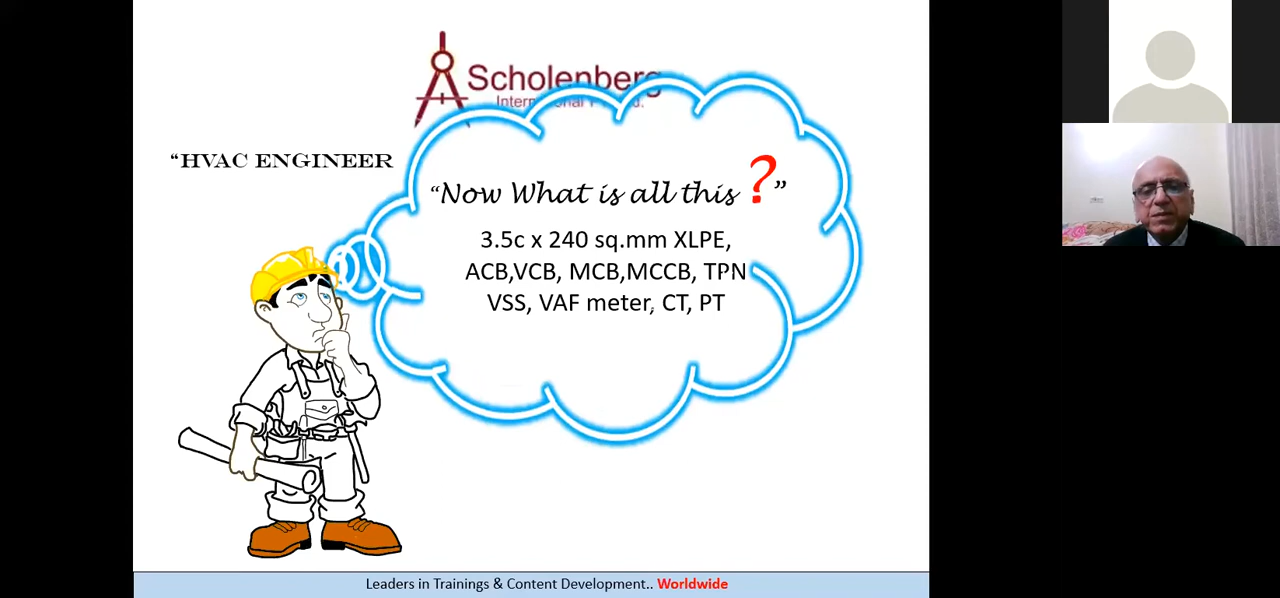 Scholenberg
"HVAC ENGINEER
"Now What is all this ?"
3.5c x 240 sq.mm XLPE,
ACB,VCB, MCB,MCCB, TPN
VSS, VAF meter, CT, PT
Leaders in Trainings & Content Development.. Worldwide